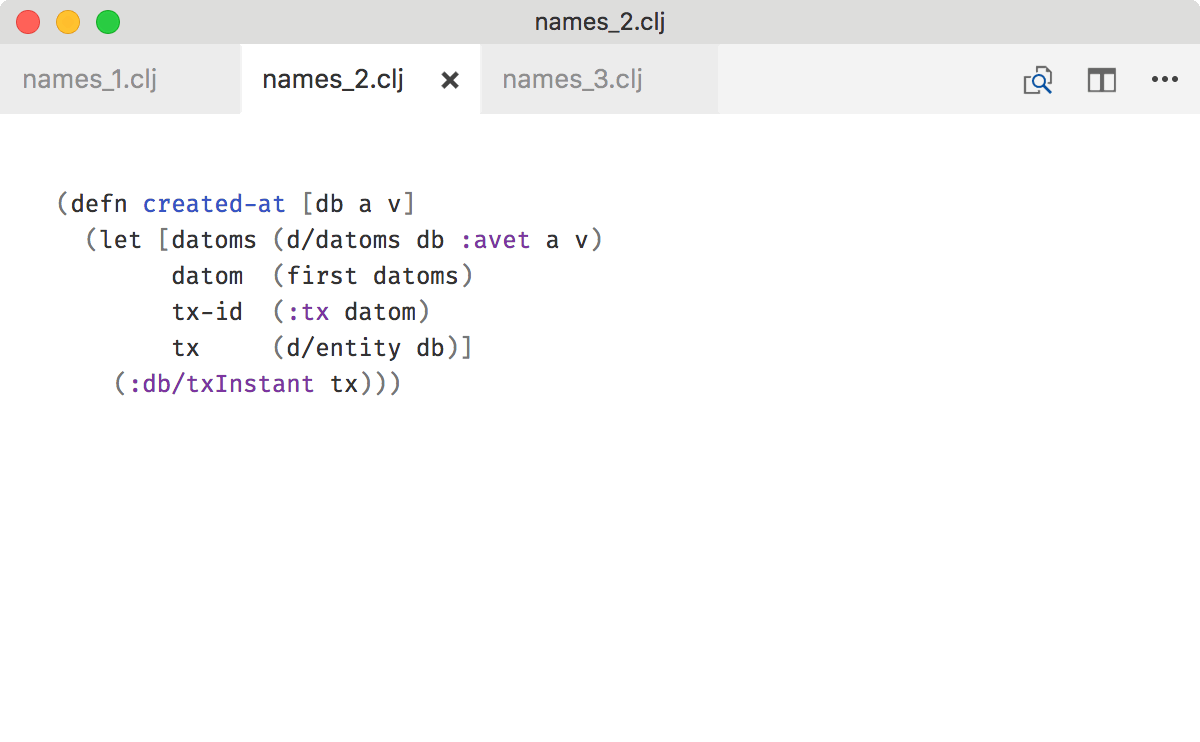 names_2.clj
names_1.clj names_2.clj names_3.clj
(defn created-at [db a v]
  (let [datoms (d/datoms db :avet a v)
        datom  (first datoms)
        tx-id  (:tx datom)
        tx     (d/entity db)]
    (:db/txInstant tx)))